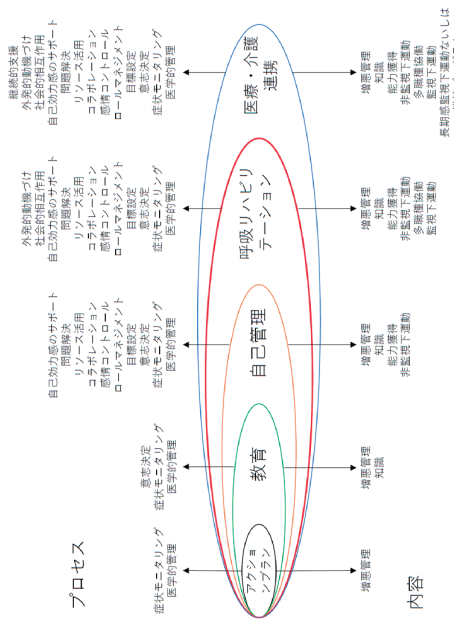 プロセス
症状モニタリング
医学的管理
意志決定
症状モニタリング
医学的管理
自己効力感のサポート
問題解決
リソース活用
コラボレーション
感情コントロール
ロールマネジメント
目標設定
意志決定
症状モニタリング
医学的管理
外発的動機づけ
社会的相互作用
自己効力感のサポート
問題解決
リソース活用
コラボレーション
感情コントロール
ロールマネジメント
目標設定
意志決定
症状モニタリング
医学的管理
継続的支援
外発的動機づけ
社会的相互作用
自己効力感のサポート
問題解決
リソース活用
コラボレーション
感情コントロール
ロールマネジメント
目標設定
意志決定
症状モニタリング
医学的管理
アクショ
ンプラン
教育
自己管理
呼吸リハビリ
テーション
医療・介護
連携
内容
増悪管理
増悪管理
知識
増悪管理
知識
能力獲得
非監視下運動
増悪管理
知識
能力獲得
非監視下運動
多職種協働
監視下運動
増悪管理
知識
能力獲得
非監視下運動
多職種協働
監視下運動
長期感監視下運動ないしは